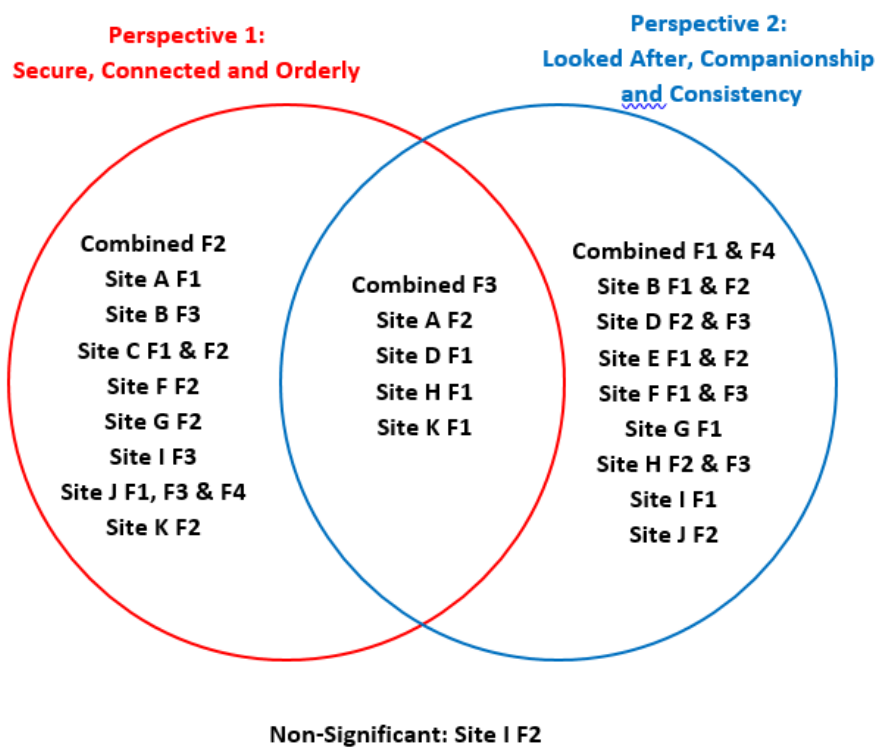 Perspective 1:
Secure, Connected and Orderly
Perspective 2:
Looked After, Companionship
and Consistency
Combined F2
Site A F1
Site B F3
Site C F1 & F2
Site F F2
Site G F2
Site I F3
Site J F1, F3 & F4
Site K F2
Combined F3
Site A F2
Site D F1
Site H F1
Site K F1
Combined F1 & F4
Site B F1 & F2
Site D F2 & F3
Site E F1 & F2
Site F F1 & F3
Site G F1
Site H F2 & F3
Site I F1
Site J F2
Non-Significant: Site I F2